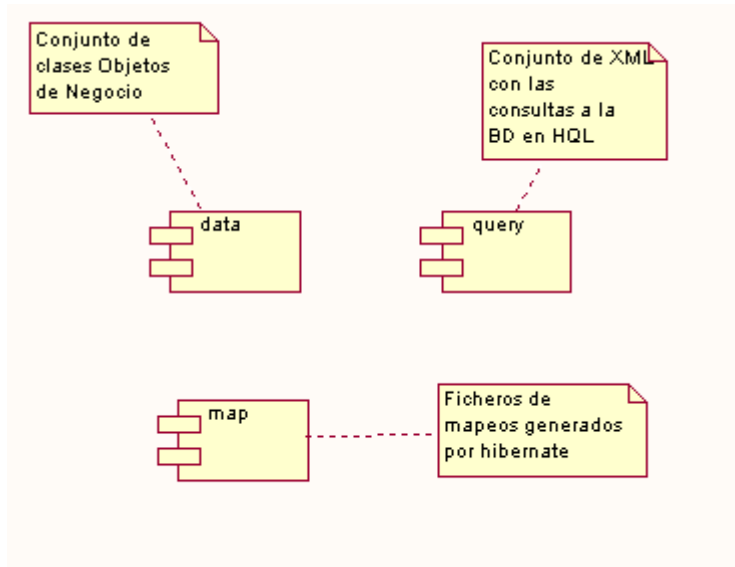 Conjunto de
clases Objetos
de Negocio
Conjunto de XML
con las
consultas a la
BD en HQL
data
query
map
Ficheros de
mapeos generados
por hibernate